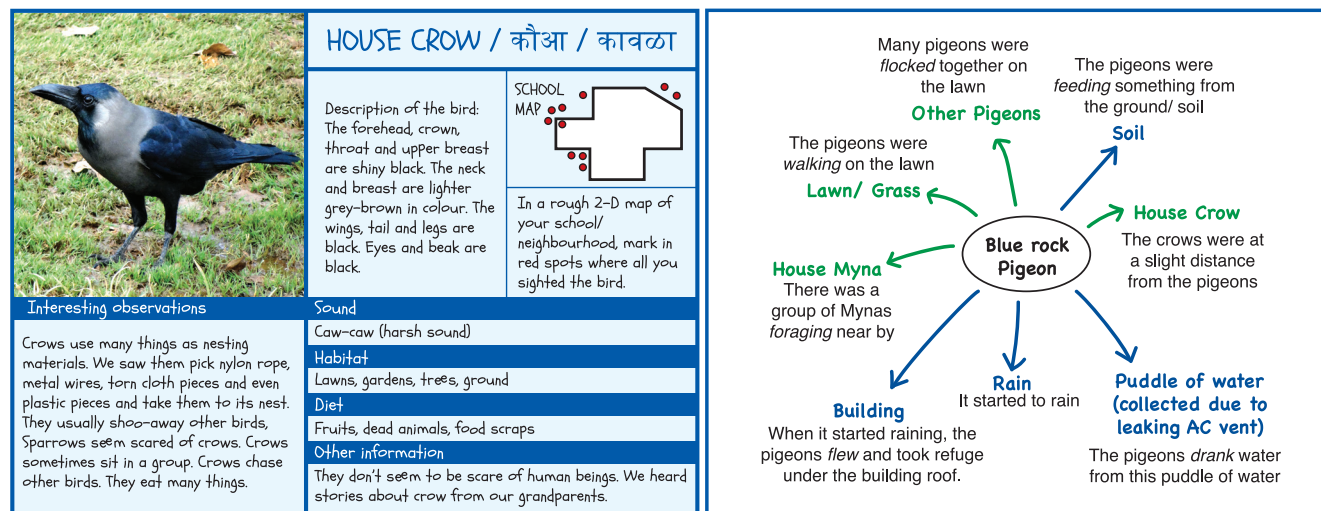 HOUSE CROW / कौआ / कावळा
Description of the bird:
The forehead, crown,
throat and upper breast
are shiny black. The neck
and breast are lighter
grey-brown in colour. The
wings, tail and legs are
black. Eyes and beak are
black.
SCHOOL
MAP
In a rough 2-D map of
your school/
neighbourhood, mark in
red spots where all you
sighted the bird.
Interesting observations
Crows use many things as nesting
materials. We saw them pick nylon rope,
metal wires, torn cloth pieces and even
plastic pieces and take them to its nest.
They usually shoo-away other birds,
Sparrows seem scared of crows. Crows
sometimes sit in a group. Crows chase
other birds. They eat many things.
Sound
Caw-caw (harsh sound)
Habitat
Lawns, gardens, trees, ground
Diet
Fruits, dead animals, food scraps
Other information
They don't seem to be scare of human beings. We heard
stories about crow from our grandparents.
Many pigeons were
flocked together on
the lawn
Other Pigeons
The pigeons were
feeding something from
the ground/ soil
Soil
The pigeons were
walking on the lawn
Lawn/ Grass
House Crow
The crows were at
a slight distance
from the pigeons
Blue rock
Pigeon
House Myna
There was a
group of Mynas
foraging near by
Building
When it started raining, the
pigeons flew and took refuge
under the building roof.
Rain
It started to rain
Puddle of water
(collected due to
leaking AC vent)
The pigeons drank water
from this puddle of water